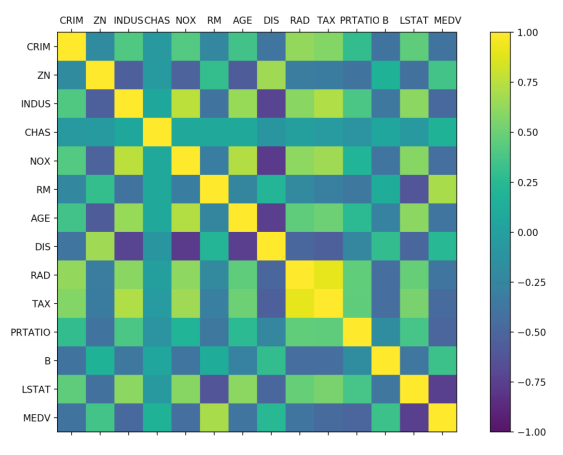 CRIM ZN INDUS CHAS NOX RM AGE DIS RAD TAX PRTATIO B LSTAT MEDV
CRIM
ZN
INDUS
CHAS
NOX
RM
AGE
DIS
RAD
TAX
PRTATIO
B
LSTAT
MEDV
1.00
0.75
0.50
0.25
0.00
−0.25
−0.50
−0.75
−1.00